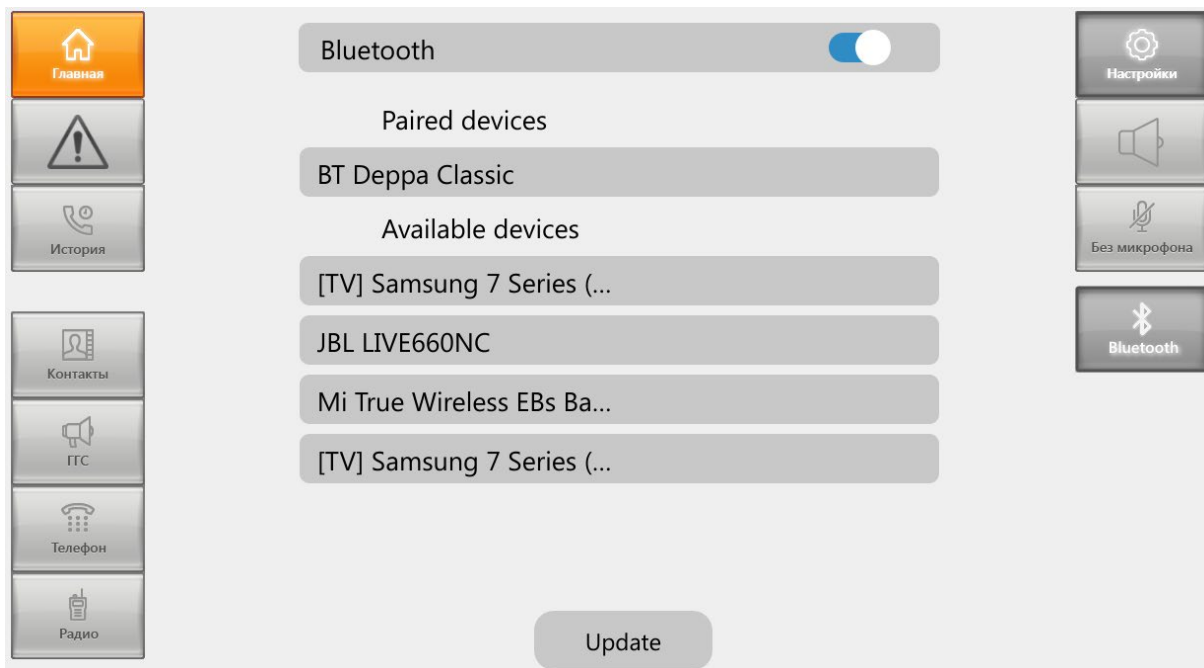 Главная
История
Контакты
ГГС
Телефон
Радио
Bluetooth
Paired devices
BT Deppa Classic
Available devices
[TV] Samsung 7 Series (...
JBL LIVE660NC
Mi True Wireless EBs Ba...
[TV] Samsung 7 Series (...
Update
Настройки
Без микрофона
Bluetooth